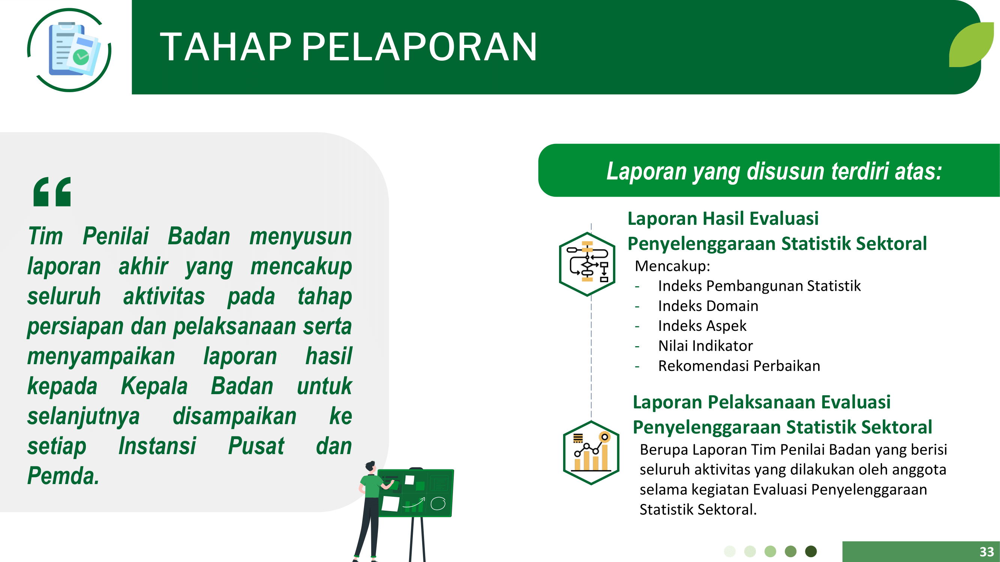 TAHAP PELAPORAN
Tim Penilai Badan menyusun
laporan akhir yang mencakup
seluruh aktivitas pada tahap
persiapan dan pelaksanaan serta
menyampaikan laporan hasil
kepada Kepala Badan untuk
selanjutnya disampaikan ke
setiap Instansi Pusat dan
Pemda.
Laporan yang disusun terdiri atas:
Laporan Hasil Evaluasi
Penyelenggaraan Statistik Sektoral
Mencakup:
- Indeks Pembangunan Statistik
- Indeks Domain
- Indeks Aspek
- Nilai Indikator
- Rekomendasi Perbaikan
Laporan Pelaksanaan Evaluasi
Penyelenggaraan Statistik Sektoral
Berupa Laporan Tim Penilai Badan yang berisi
seluruh aktivitas yang dilakukan oleh anggota
selama kegiatan Evaluasi Penyelenggaraan
Statistik Sektoral.
33